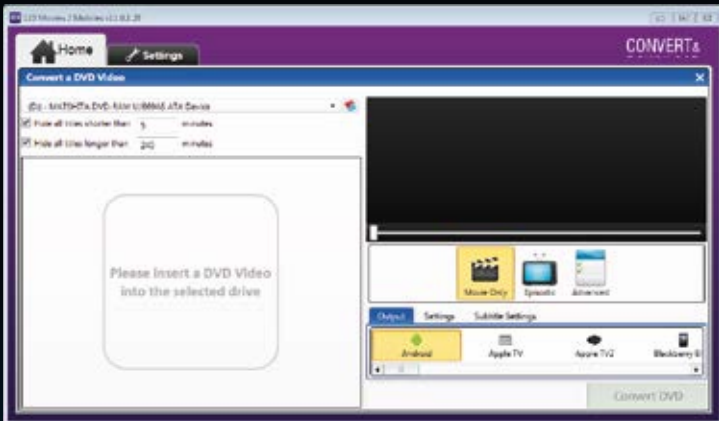 Home
Settings
CONVERT&
Convert a DVD Video
Hide all titles shorter than 5 minutes
Hide all titles longer than minutes
Please Insert a DVD Video
into the selected drive
Movie Only Episodic Advanced
Output Settings Subtitle Settings
Android Apple TV Apple TV2 Blackberry
Convert DVD